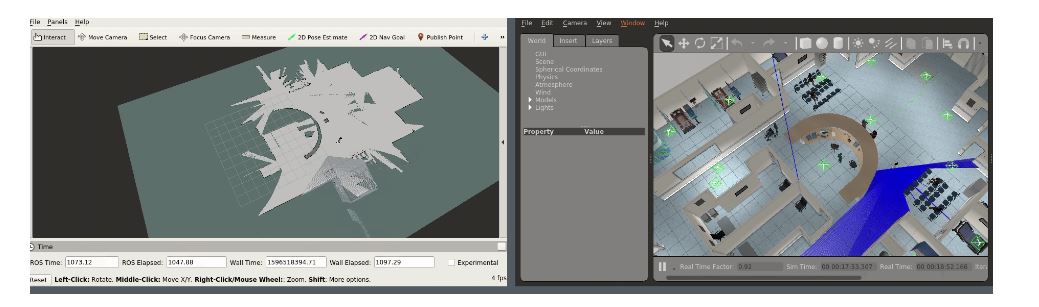 File Panels Help
Interact Move Camera Select Focus Camera Measure 2D Pose Estimate 2D Nav Goal Publish Point »
Time
ROS Time: 1073.12 ROS Elapsed: 1047.88 Wall Time: 1596518394.71 Wall Elapsed: 1097.29 Experimental
Reset Left-Click: Rotate. Middle-Click: Move X/Y. Right-Click/Mouse Wheel: Zoom. Shift: More options. 4 fps
File Edit Camera View Window Help
World Insert Layers
GUI
Scene
Spherical Coordinates
Physics
Atmosphere
Wind
Models
Lights
Property Value
Real Time Factor: 0.92 Sim Time: 00 00:17:53.307 Real Time: 00 00:18:52.166 Itera